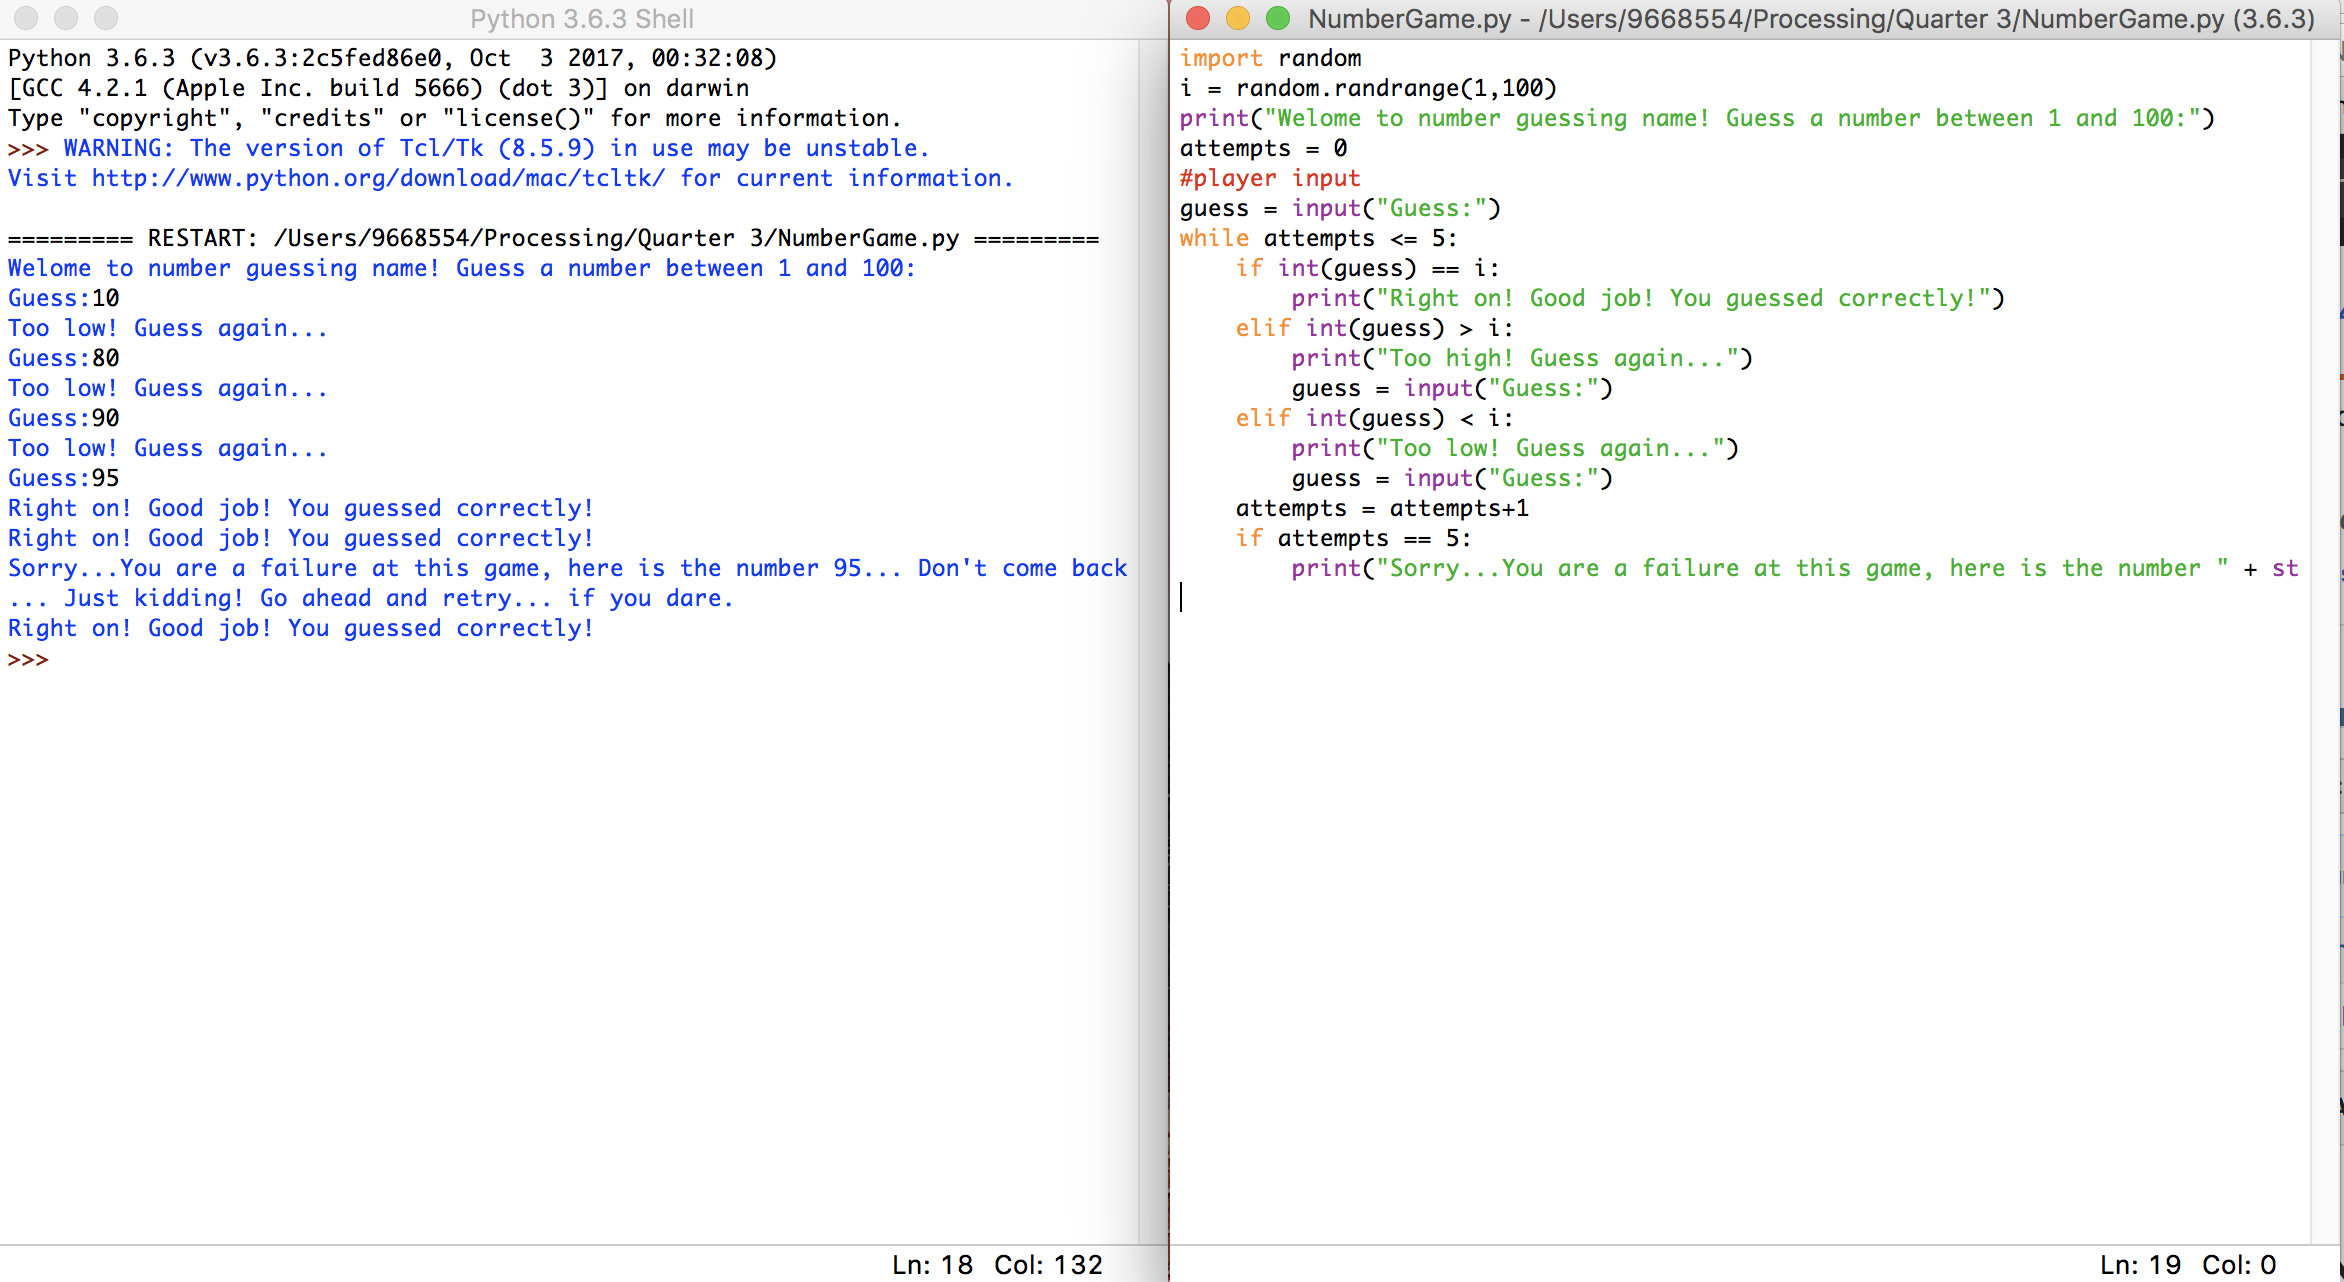 Python 3.6.3 Shell
Python 3.6.3 (v3.6.3:2c5fed86e0, Oct  3 2017, 00:32:08)
[GCC 4.2.1 (Apple Inc. build 5666) (dot 3)] on darwin
Type "copyright", "credits" or "license()" for more information.
>>> WARNING: The version of Tcl/Tk (8.5.9) in use may be unstable.
Visit http://www.python.org/download/mac/tcltk/ for current information.
========= RESTART: /Users/9668554/Processing/Quarter 3/NumberGame.py =========
Welome to number guessing name! Guess a number between 1 and 100:
Guess:10
Too low! Guess again...
Guess:80
Too low! Guess again...
Guess:90
Too low! Guess again...
Guess:95
Right on! Good job! You guessed correctly!
Right on! Good job! You guessed correctly!
Sorry...You are a failure at this game, here is the number 95... Don't come back
... Just kidding! Go ahead and retry... if you dare.
Right on! Good job! You guessed correctly!
>>>
Ln: 18 Col: 132
NumberGame.py - /Users/9668554/Processing/Quarter 3/NumberGame.py (3.6.3)
import random
i = random.randrange(1,100)
print("Welome to number guessing name! Guess a number between 1 and 100:")
attempts = 0
#player input
guess = input("Guess:")
while attempts <= 5:
    if int(guess) == i:
        print("Right on! Good job! You guessed correctly!")
    elif int(guess) > i:
        print("Too high! Guess again...")
        guess = input("Guess:")
    elif int(guess) < i:
        print("Too low! Guess again...")
        guess = input("Guess:")
    attempts = attempts+1
    if attempts == 5:
        print("Sorry...You are a failure at this game, here is the number " + st
Ln: 19 Col: 0